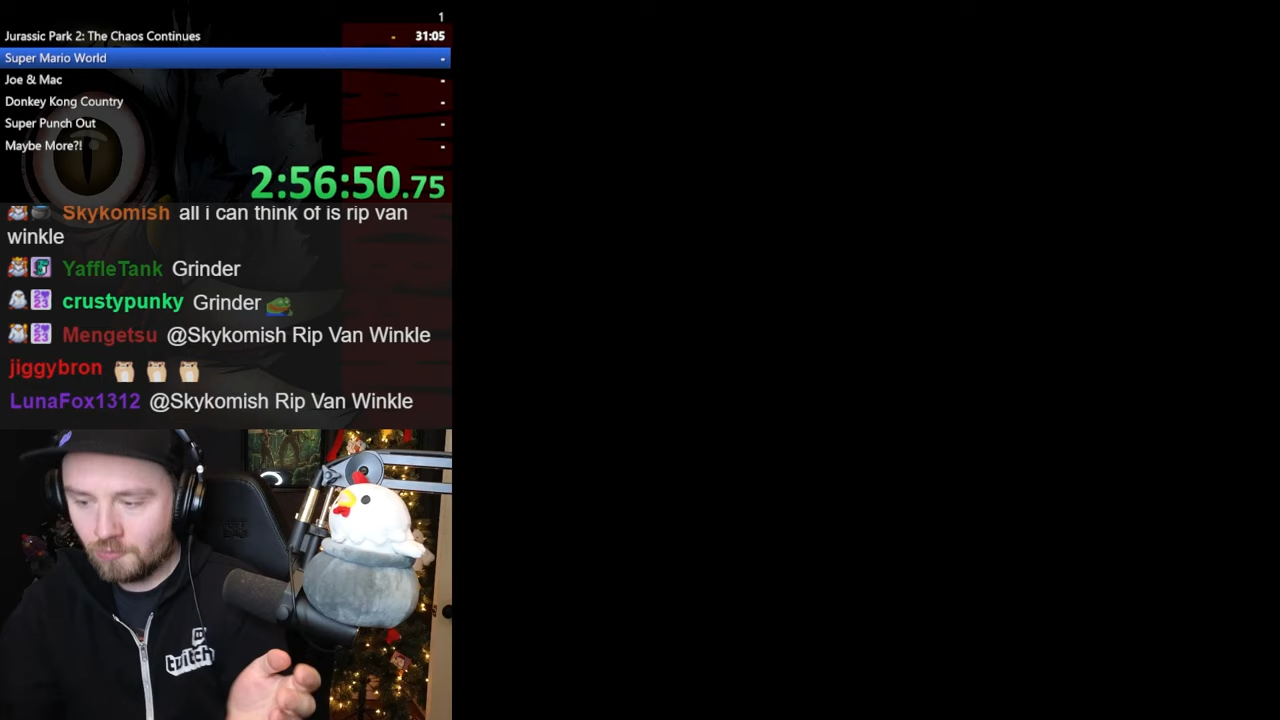 1
Jurassic Park 2: The Chaos Continues - 31:05
Super Mario World -
Joe & Mac -
Donkey Kong Country -
Super Punch Out -
Maybe More?! -
2:56:50.75
Skykomish all i can think of is rip van
winkle
YaffleTank Grinder
crustypunky Grinder
Mengetsu @Skykomish Rip Van Winkle
jiggybron
LunaFox1312 @Skykomish Rip Van Winkle
twitch